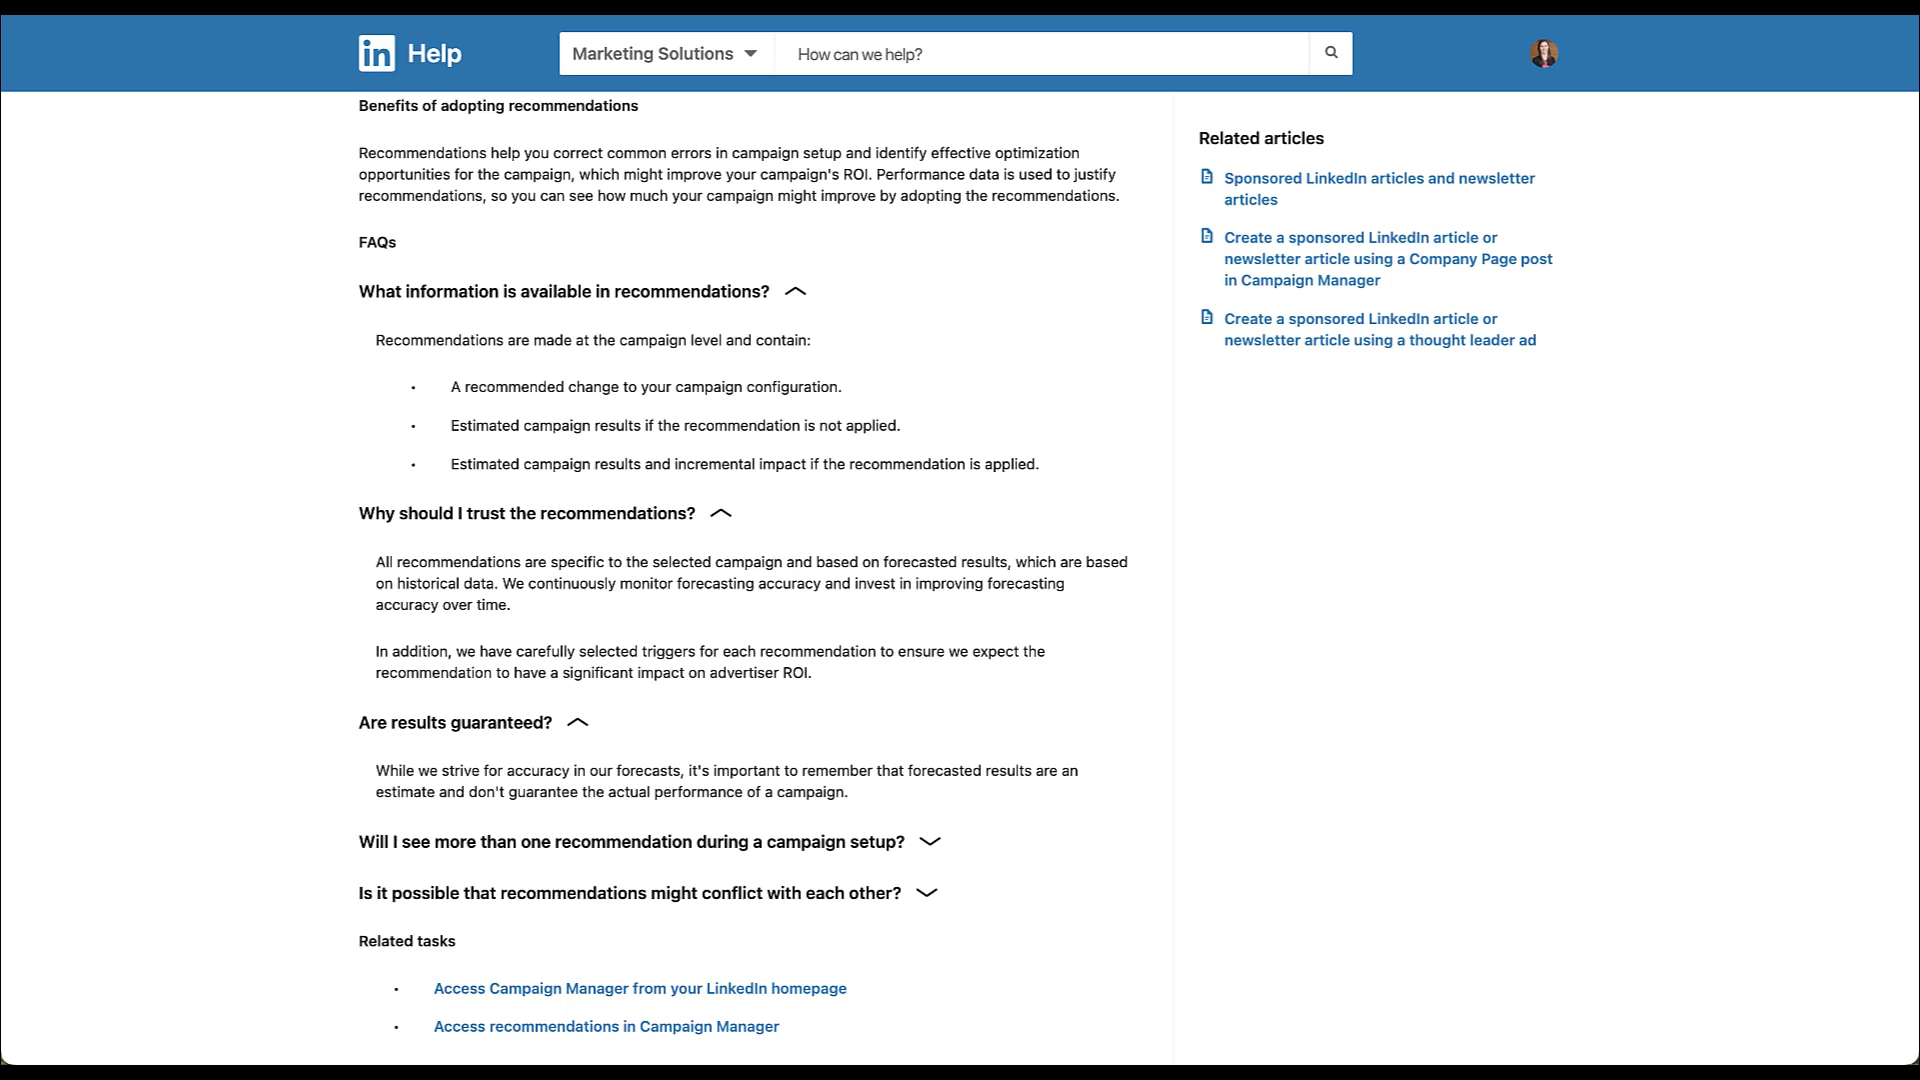 in Help
Marketing Solutions
How can we help?
Benefits of adopting recommendations
Recommendations help you correct common errors in campaign setup and identify effective optimization
opportunities for the campaign, which might improve your campaign's ROI. Performance data is used to justify
recommendations, so you can see how much your campaign might improve by adopting the recommendations.
FAQs
What information is available in recommendations?
Recommendations are made at the campaign level and contain:
• A recommended change to your campaign configuration.
• Estimated campaign results if the recommendation is not applied.
• Estimated campaign results and incremental impact if the recommendation is applied.
Why should I trust the recommendations?
All recommendations are specific to the selected campaign and based on forecasted results, which are based
on historical data. We continuously monitor forecasting accuracy and invest in improving forecasting
accuracy over time.
In addition, we have carefully selected triggers for each recommendation to ensure we expect the
recommendation to have a significant impact on advertiser ROI.
Are results guaranteed?
While we strive for accuracy in our forecasts, it's important to remember that forecasted results are an
estimate and don't guarantee the actual performance of a campaign.
Will I see more than one recommendation during a campaign setup?
Is it possible that recommendations might conflict with each other?
Related tasks
• Access Campaign Manager from your LinkedIn homepage
• Access recommendations in Campaign Manager
Related articles
Sponsored LinkedIn articles and newsletter
articles
Create a sponsored LinkedIn article or
newsletter article using a Company Page post
in Campaign Manager
Create a sponsored LinkedIn article or
newsletter article using a thought leader ad